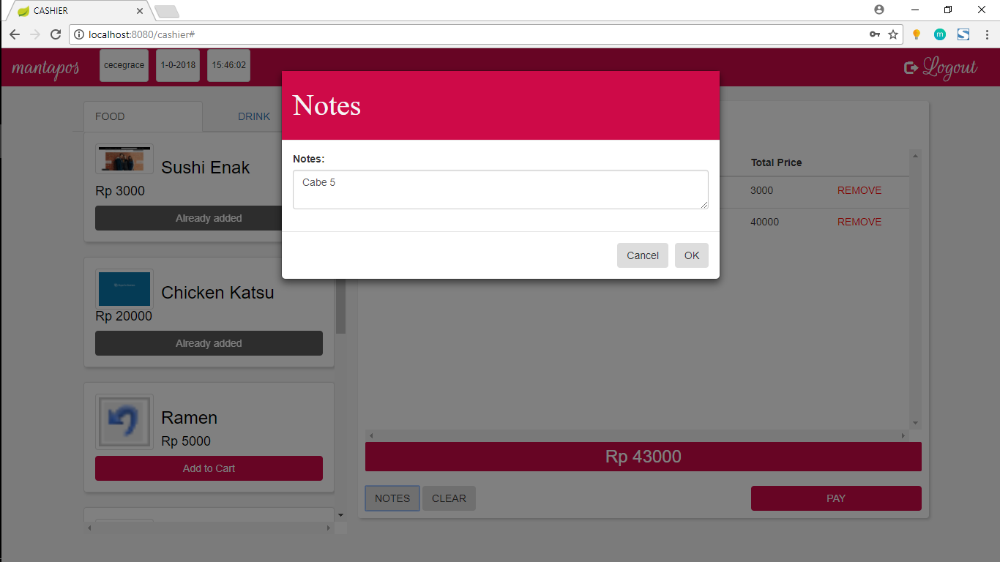 CASHIER
localhost:8080/cashier#
mantapos
cecegrace
1-0-2018
15:46:02
Logout
Notes
Notes:
Cabe 5
Cancel
OK
FOOD
DRINK
Sushi Enak
Rp 3000
Already added
Chicken Katsu
Rp 20000
Already added
Ramen
Rp 5000
Add to Cart
Total Price
3000 REMOVE
40000 REMOVE
Rp 43000
NOTES
CLEAR
PAY